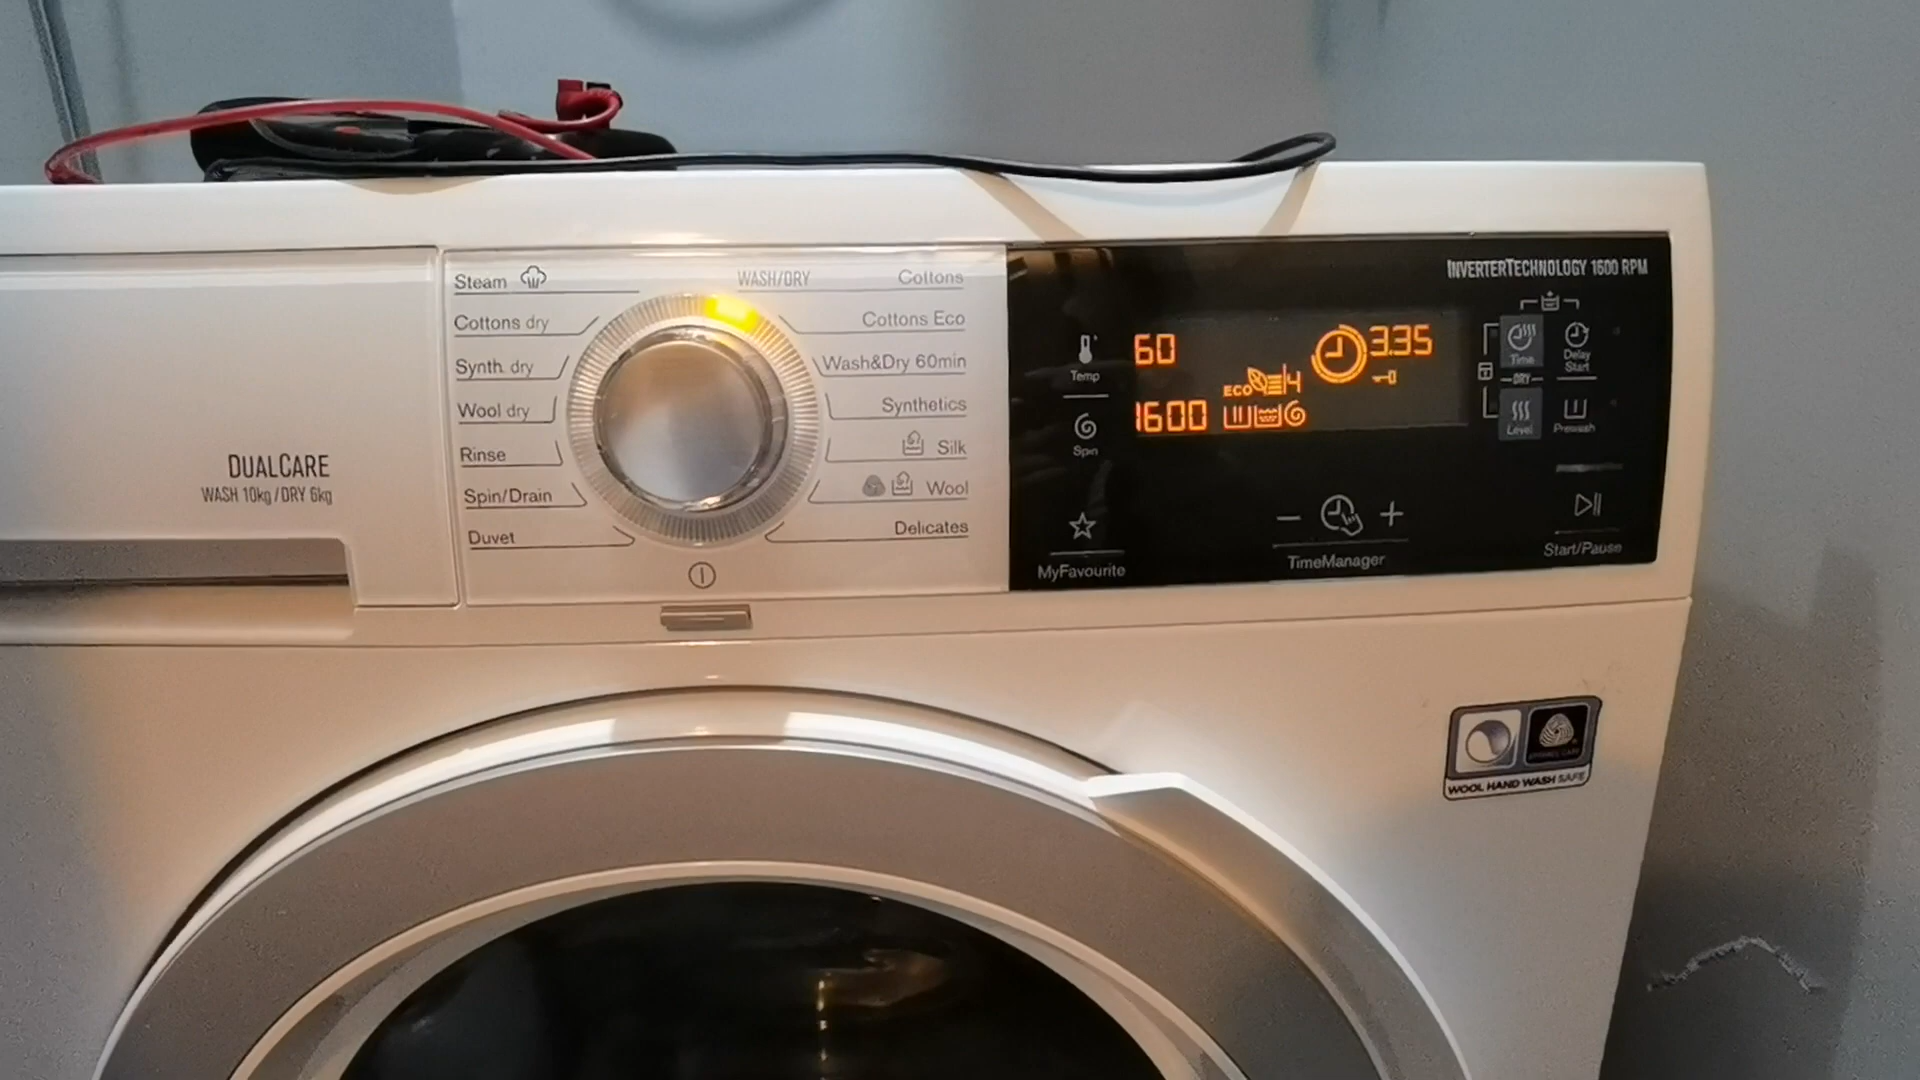 Steam
Cottons dry
Synth. dry
Wool dry
Rinse
Spin/Drain
Duvet
WASH/DRY
Cottons
Cottons Eco
Wash&Dry 60min
Synthetics
Silk
Wool
Delicates
DUALCARE
WASH 10kg / DRY 6kg
INVERTERTECHNOLOGY 1600 RPM
Temp
Spin
MyFavourite
60
3.35
ECO
4
1600
TimeManager
Time
Delay
Start
DRY
Level
Prewash
Start/Pause
WOOL HAND WASH SAFE